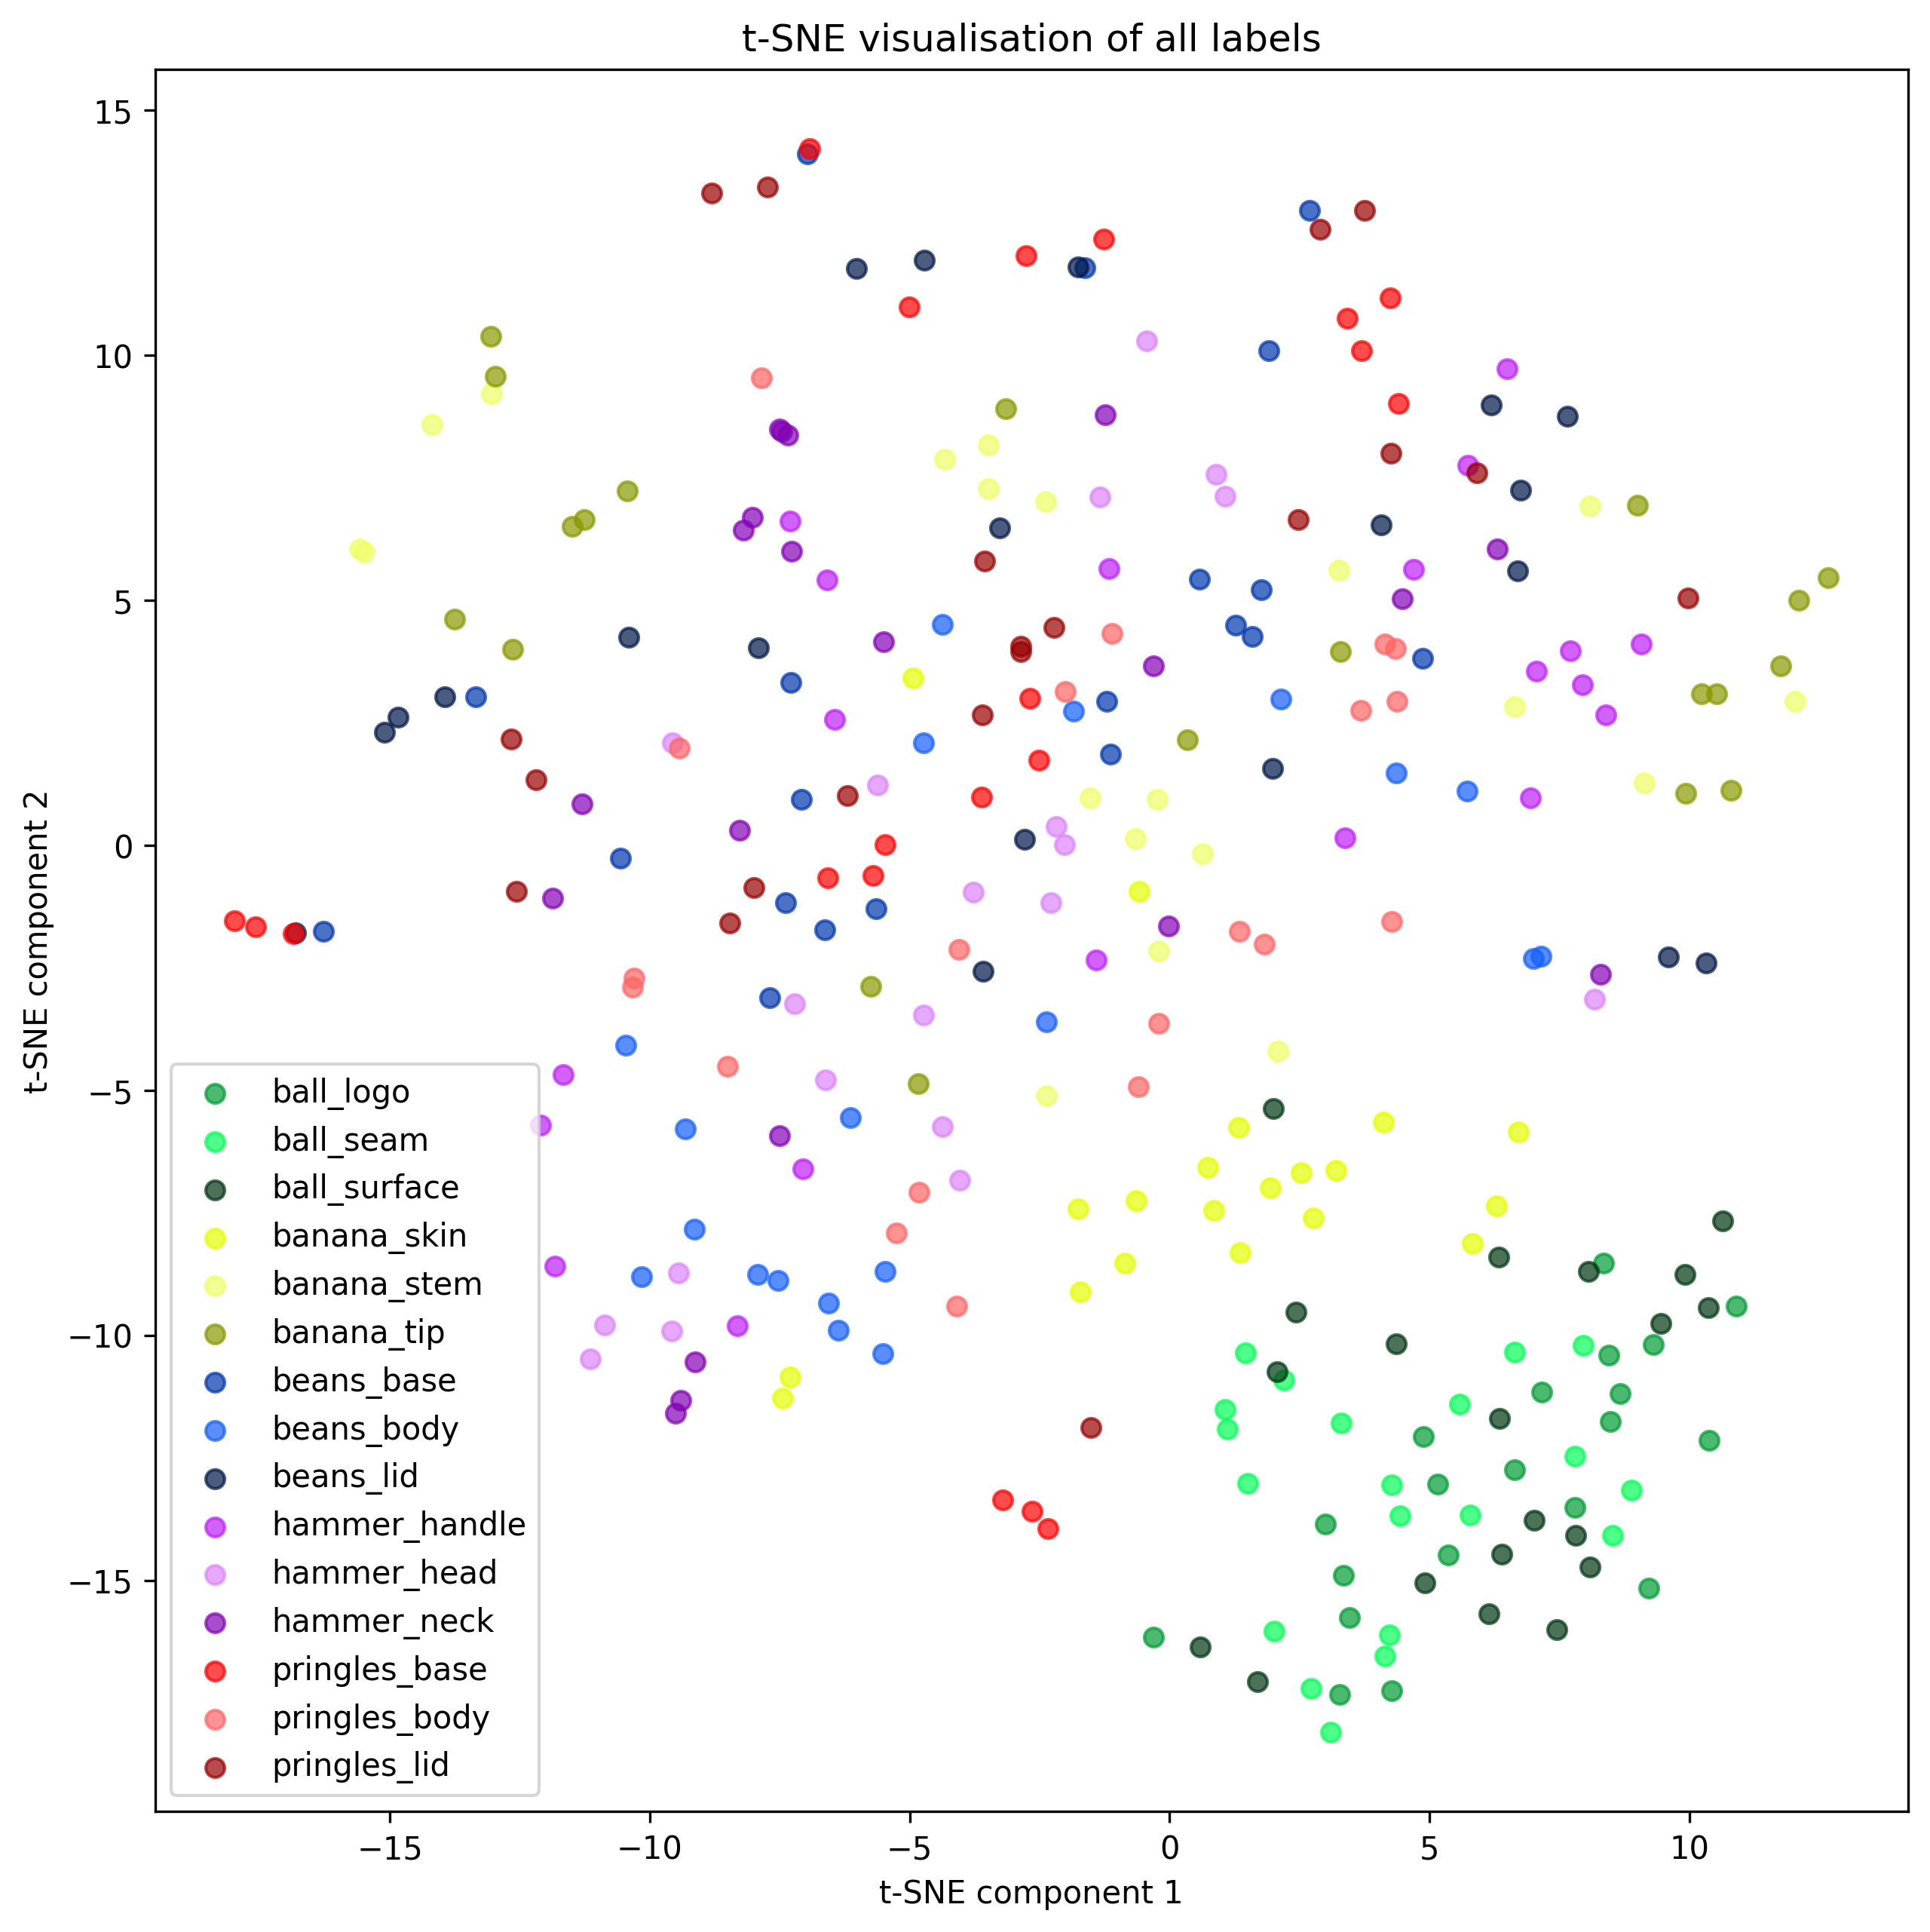 t-SNE visualisation of all labels
15
10
5
0
−5
−10
−15
t-SNE component 2
ball_logo
ball_seam
ball_surface
banana_skin
banana_stem
banana_tip
beans_base
beans_body
beans_lid
hammer_handle
hammer_head
hammer_neck
pringles_base
pringles_body
pringles_lid
−15 −10 −5 0 5 10
t-SNE component 1